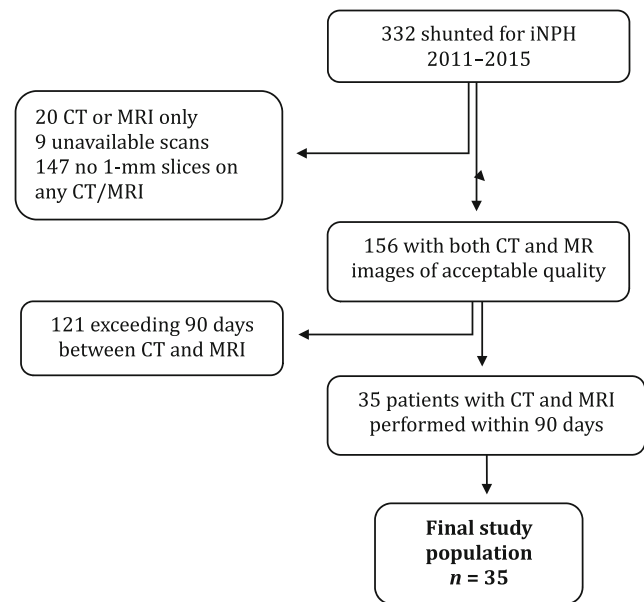 332 shunted for iNPH
2011–2015
20 CT or MRI only
9 unavailable scans
147 no 1-mm slices on
any CT/MRI
156 with both CT and MR
images of acceptable quality
121 exceeding 90 days
between CT and MRI
35 patients with CT and MRI
performed within 90 days
Final study
population
n = 35